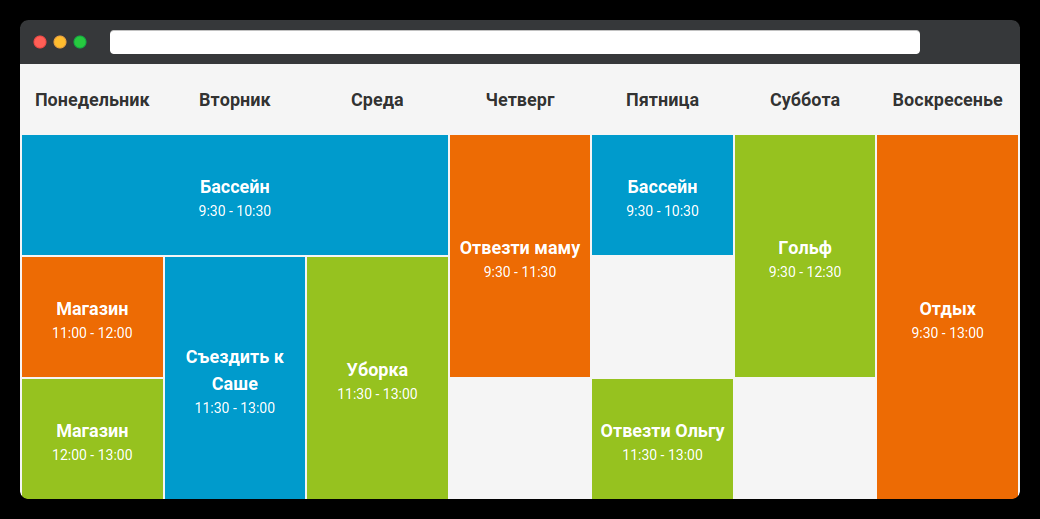 Понедельник
Вторник
Среда
Четверг
Пятница
Суббота
Воскресенье
Бассейн
9:30 - 10:30
Отвезти маму
9:30 - 11:30
Бассейн
9:30 - 10:30
Гольф
9:30 - 12:30
Отдых
9:30 - 13:00
Магазин
11:00 - 12:00
Съездить к
Саше
11:30 - 13:00
Уборка
11:30 - 13:00
Магазин
12:00 - 13:00
Отвезти Ольгу
11:30 - 13:00